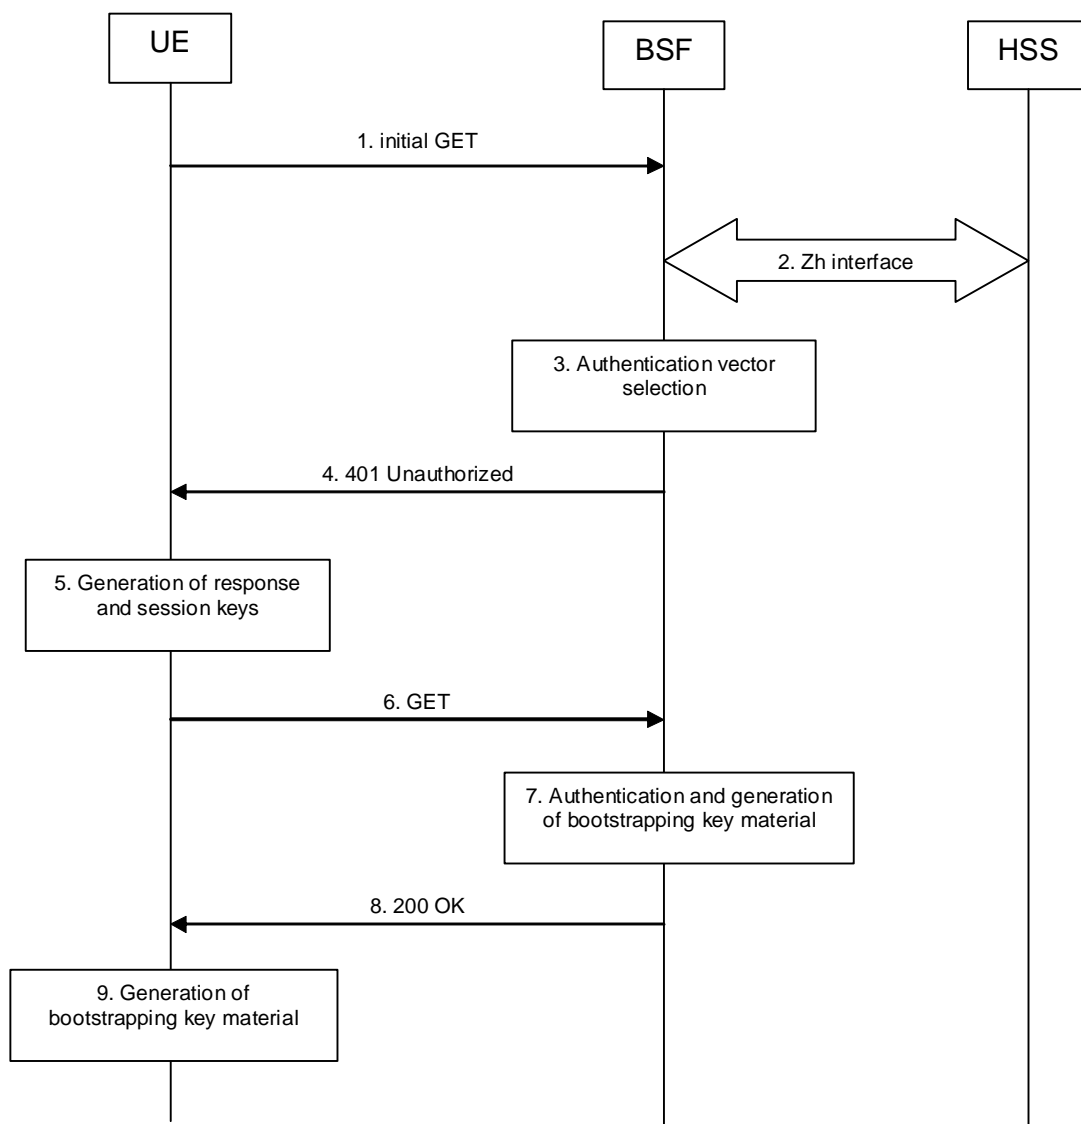 UE
BSF
HSS
1. initial GET
2. Zh interface
3. Authentication vector
selection
4. 401 Unauthorized
5. Generation of response
and session keys
6. GET
7. Authentication and generation
of bootstrapping key material
8. 200 OK
9. Generation of
bootstrapping key material